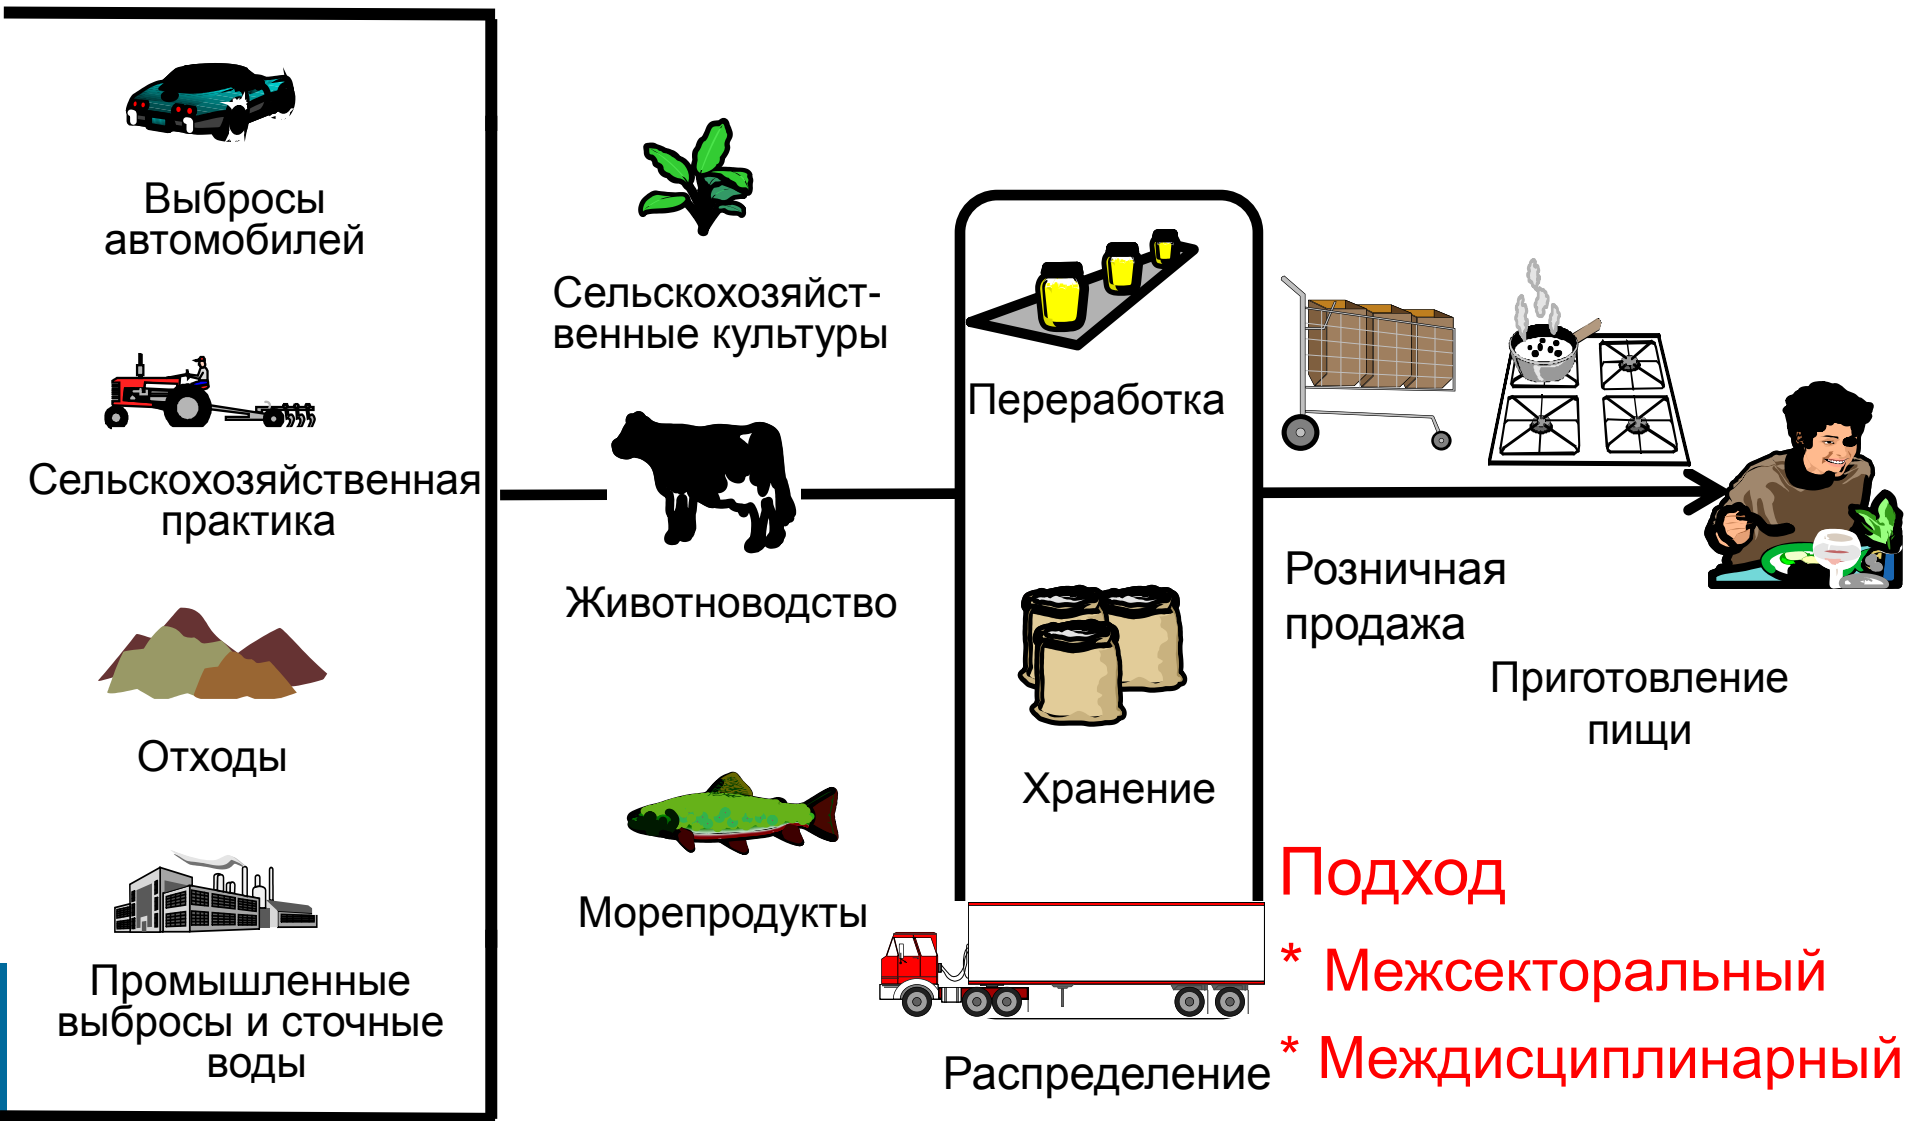 Выбросы
автомобилей
Сельскохозяйственная
практика
Отходы
Промышленные
выбросы и сточные
воды
Сельскохозяйст-
венные культуры
Животноводство
Морепродукты
Переработка
Хранение
Распределение
Розничная
продажа
Приготовление
пищи
Подход
* Межсекторальный
* Междисциплинарный